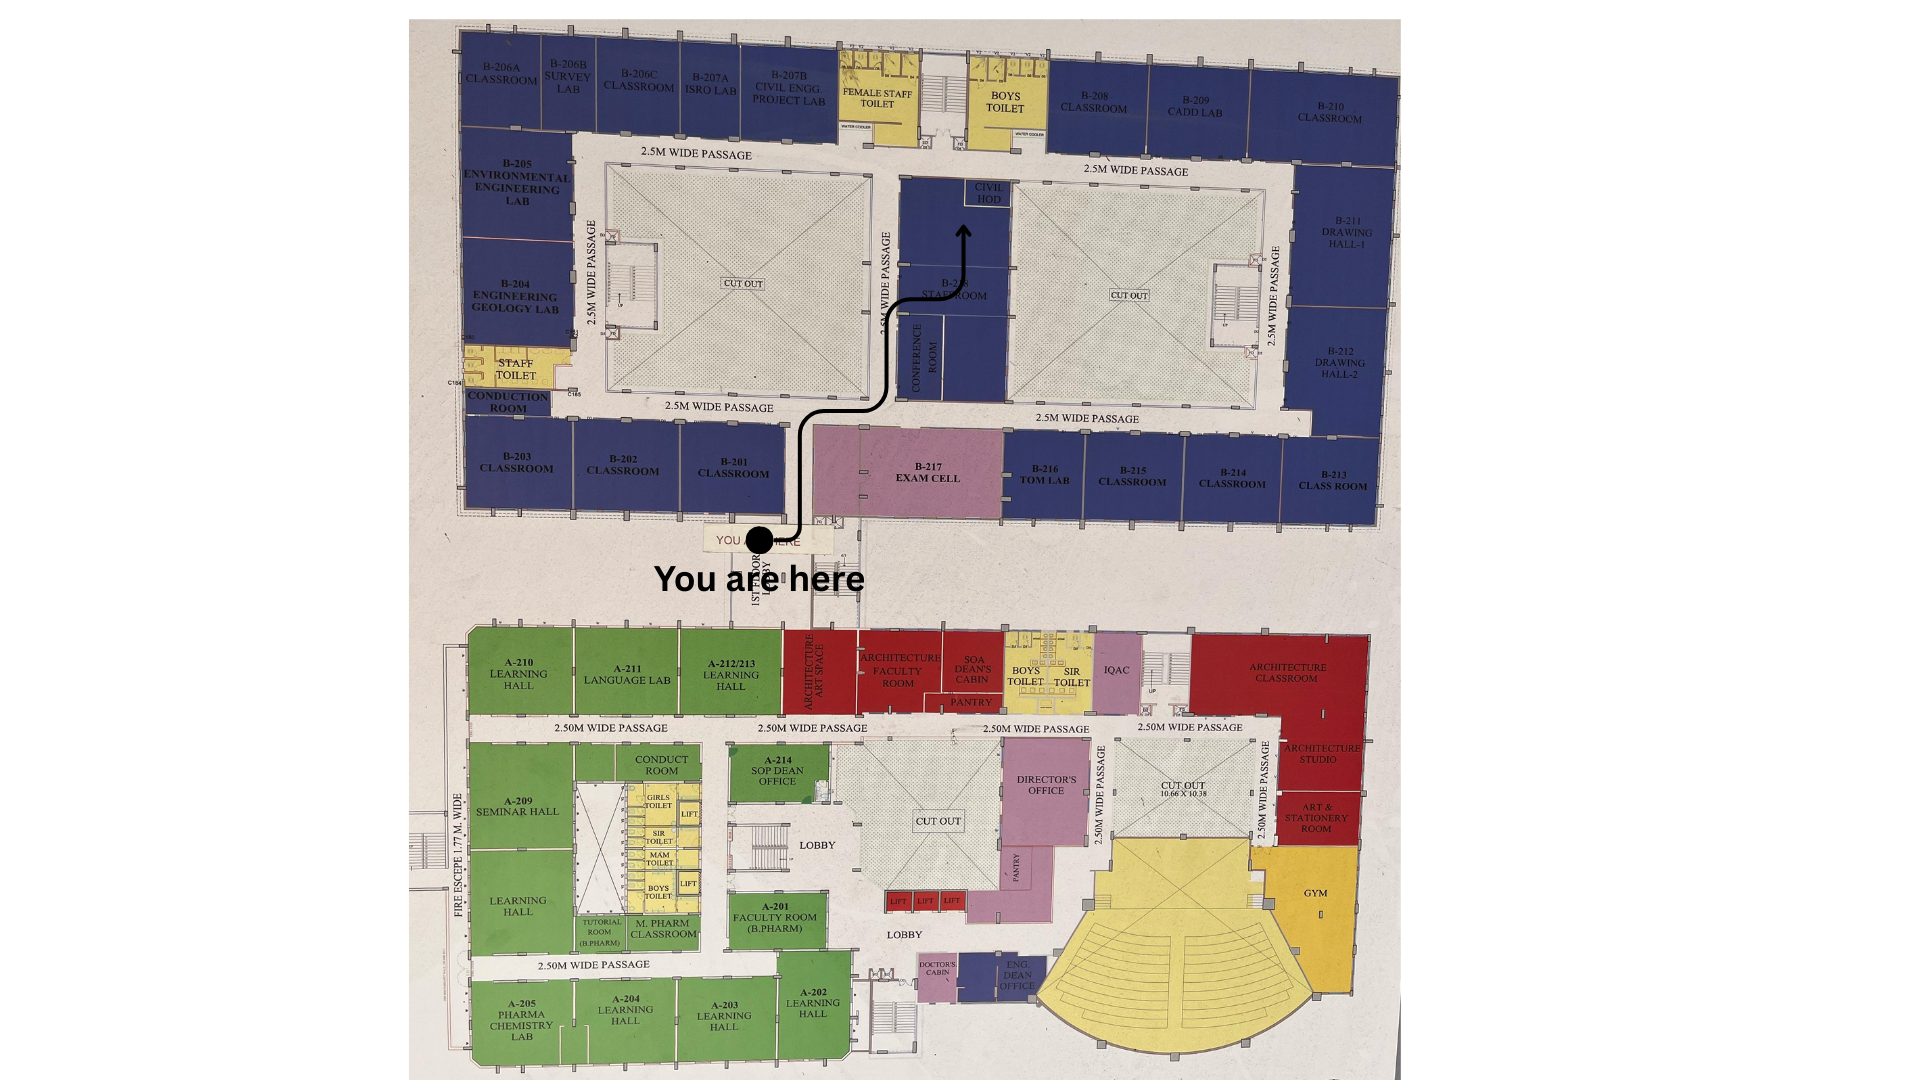 B-206A
CLASSROOM
B-206B
SURVEY
LAB
B-206C
CLASSROOM
B-207A
ISRO LAB
B-207B
CIVIL ENGG.
PROJECT LAB
FEMALE STAFF
TOILET
WATER COOLER
BOYS
TOILET
WATER COOLER
B-208
CLASSROOM
B-209
CADD LAB
B-210
CLASSROOM
2.5M WIDE PASSAGE
2.5M WIDE PASSAGE
B-205
ENVIRONMENTAL
ENGINEERING
LAB
CIVIL
HOD
B-211
DRAWING
HALL-1
2.5M WIDE PASSAGE
2.5M WIDE PASSAGE
2.5M WIDE PASSAGE
B-204
ENGINEERING
GEOLOGY LAB
UP
CUT OUT
STAFF ROOM
CUT OUT
CONFERENCE
ROOM
B-212
DRAWING
HALL-2
STAFF
TOILET
C184
C185
CONDUCTION
ROOM
2.5M WIDE PASSAGE
2.5M WIDE PASSAGE
B-203
CLASSROOM
B-202
CLASSROOM
B-201
CLASSROOM
B-217
EXAM CELL
B-216
TOM LAB
B-215
CLASSROOM
B-214
CLASSROOM
B-213
CLASS ROOM
YOU ARE HERE
You are here
1ST FLOOR
LOBBY
A-210
LEARNING
HALL
A-211
LANGUAGE LAB
A-212/213
LEARNING
HALL
ARCHITECTURE
ART SPACE
ARCHITECTURE
FACULTY
ROOM
SOA
DEAN'S
CABIN
PANTRY
BOYS
TOILET
SIR
TOILET
IQAC
UP
ARCHITECTURE
CLASSROOM
2.50M WIDE PASSAGE
2.50M WIDE PASSAGE
2.50M WIDE PASSAGE
2.50M WIDE PASSAGE
CONDUCT
ROOM
A-214
SOP DEAN
OFFICE
DIRECTOR'S
OFFICE
2.50M WIDE PASSAGE
CUT OUT
10.66 X 10.38
2.50M WIDE PASSAGE
ARCHITECTURE
STUDIO
A-209
SEMINAR HALL
GIRLS
TOILET
LIFT
SIR
TOILET
MAM
TOILET
BOYS
TOILET
LIFT
LOBBY
CUT OUT
ART &
STATIONERY
ROOM
FIRE ESCEPE 1.77 M. WIDE
PANTRY
LEARNING
HALL
TUTORIAL
ROOM
(B.PHARM)
M. PHARM
CLASSROOM
A-201
FACULTY ROOM
(B.PHARM)
LIFT
LIFT
LIFT
GYM
LOBBY
2.50M WIDE PASSAGE
DOCTOR'S
CABIN
ENG.
DEAN
OFFICE
A-205
PHARMA
CHEMISTRY
LAB
A-204
LEARNING
HALL
A-203
LEARNING
HALL
A-202
LEARNING
HALL